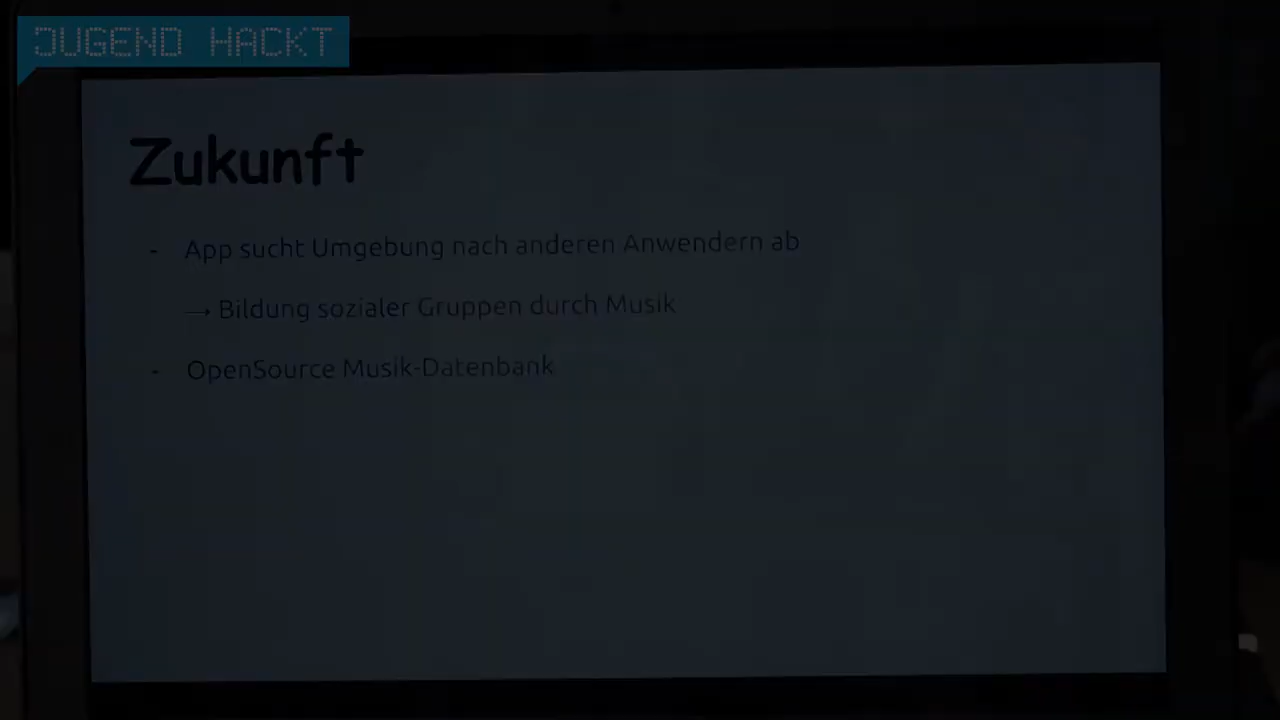 JUGEND HACKT
Zukunft
- App sucht Umgebung nach anderen Anwendern ab
→ Bildung sozialer Gruppen durch Musik
- OpenSource Musik-Datenbank